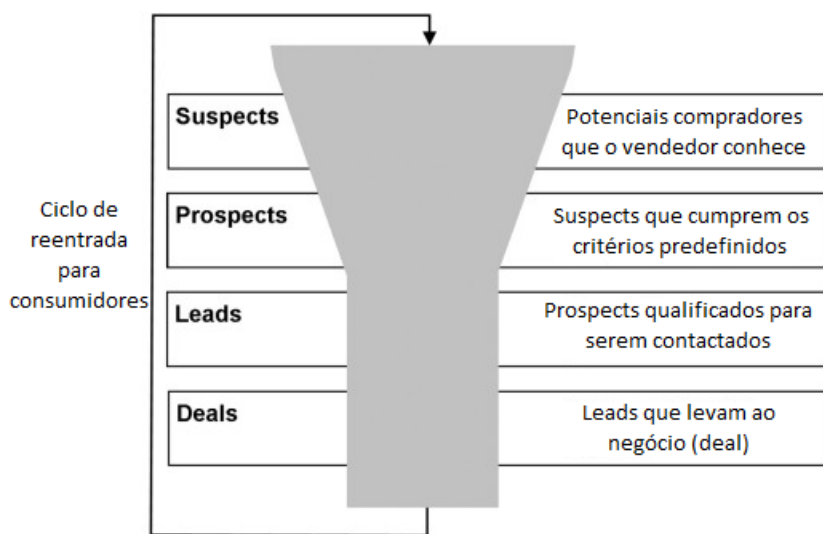 Suspects
Potenciais compradores
que o vendedor conhece
Ciclo de
reentrada
para
consumidores
Prospects
Suspects que cumprem os
critérios predefinidos
Leads
Prospects qualificados para
serem contactados
Deals
Leads que levam ao
negócio (deal)